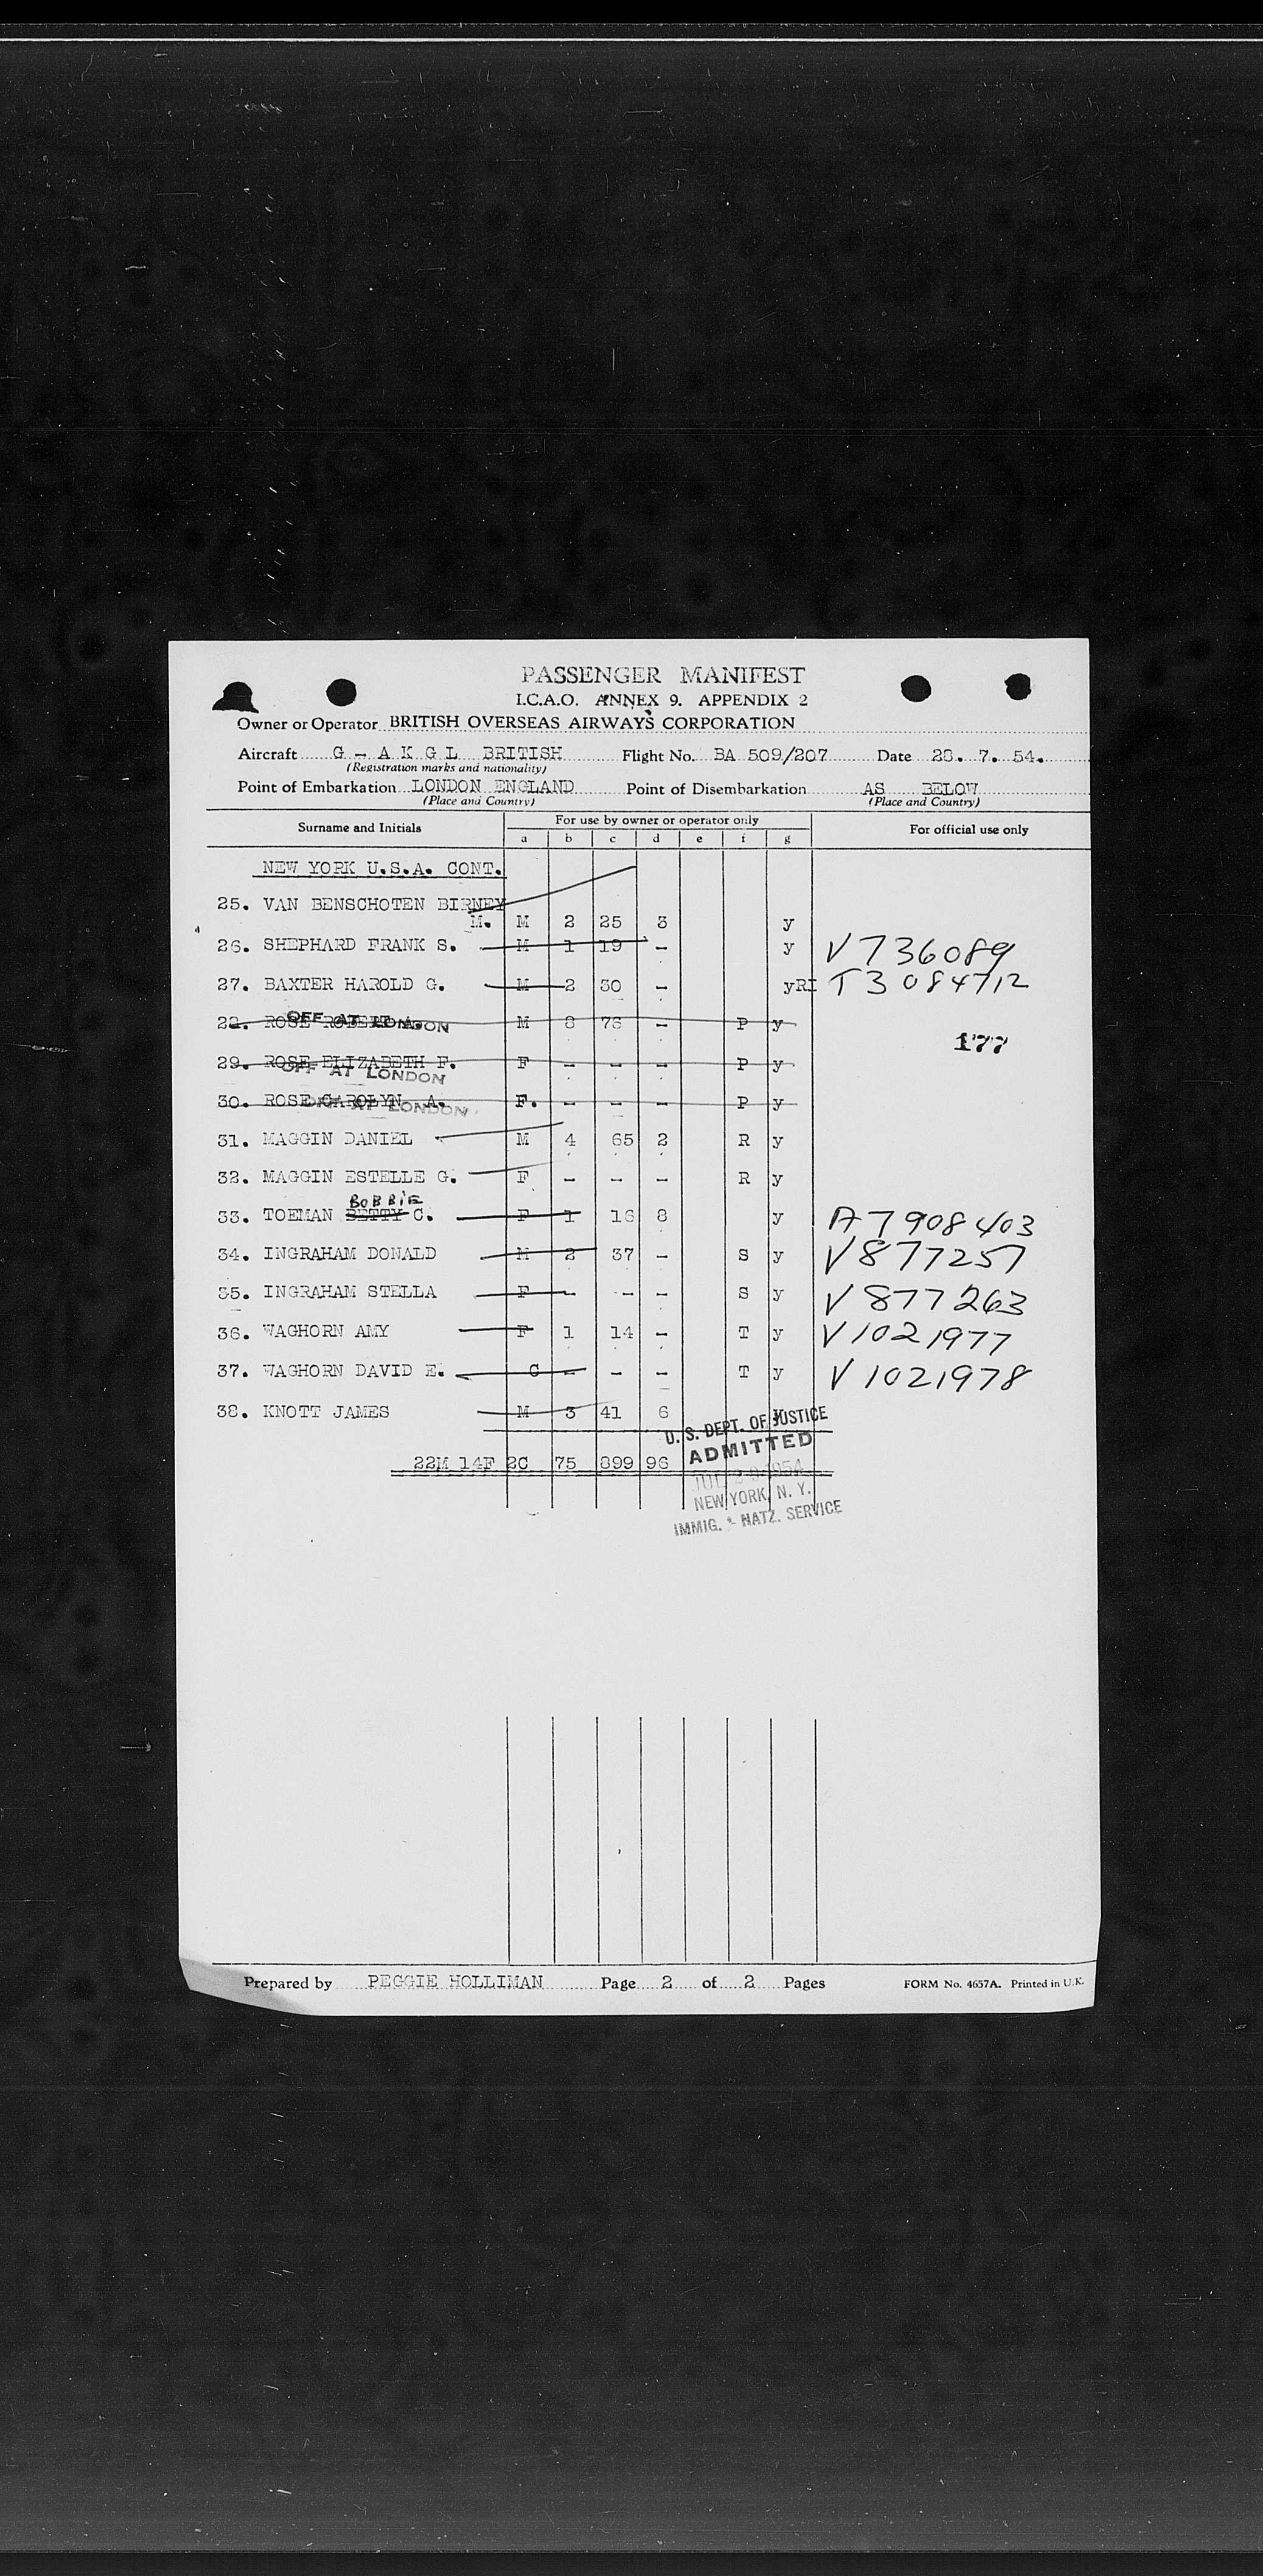 PASSENGER MANIFEST
I.C.A.O. ANNEX 9. APPENDIX 2
Owner or Operator BRITISH OVERSEAS AIRWAYS CORPORATION
Aircraft G - A K G L BRITISH Flight No. BA 509/207 Date 28. 7. 54.
(Registration marks and nationality)
Point of Embarkation LONDON ENGLAND Point of Disembarkation AS BELOW
(Place and Country) (Place and Country)
Surname and Initials For use by owner or operator only For official use only
a b c d e f g
NEW YORK U.S.A. CONT.
25. VAN BENSCHOTEN BIRNEY
M. M 2 25 3 y
26. SHEPHARD FRANK S. M 1 19 - y V736089
27. BAXTER HAROLD G. M 2 30 - yRI T3084712
28. ROSE ROBERT A. M 8 78 - P y
OFF AT LONDON
177
29. ROSE ELIZABETH F. F - - - P y
OFF AT LONDON
30. ROSE CAROLYN A. F. - - - P y
OFF AT LONDON
31. MAGGIN DANIEL M 4 65 2 R y
32. MAGGIN ESTELLE G. F - - - R y
BOBBIE
33. TOEMAN BETTY C. F 1 16 8 y A7908403
34. INGRAHAM DONALD M 2 37 - S y V877257
35. INGRAHAM STELLA F - - - S y V877263
36. WAGHORN AMY F 1 14 - T y V1021977
37. WAGHORN DAVID E. C - - - T y V1021978
38. KNOTT JAMES M 3 41 6 y
22M 14F 2C 75 899 96
U. S. DEPT. OF JUSTICE
ADMITTED
JUL 29 1954
NEW YORK, N. Y.
IMMIG. & NATZ. SERVICE
Prepared by PEGGIE HOLLIMAN Page 2 of 2 Pages FORM No. 4657A. Printed in U.K.